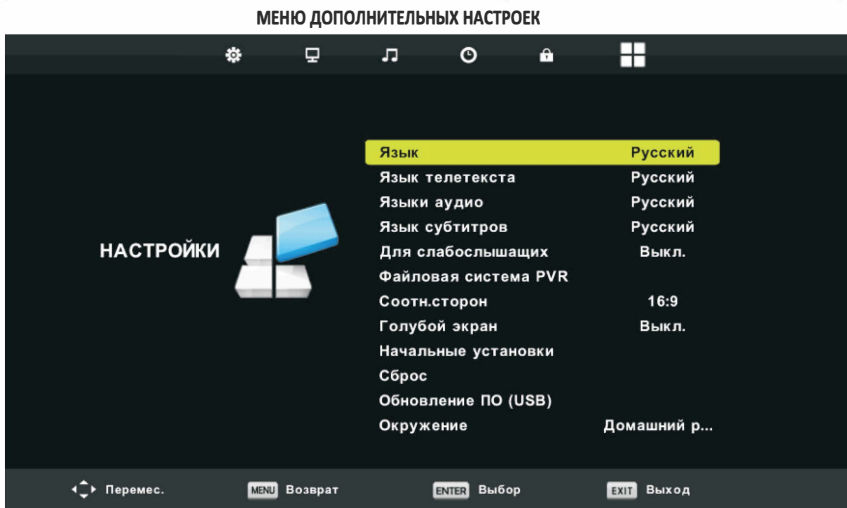 МЕНЮ ДОПОЛНИТЕЛЬНЫХ НАСТРОЕК
НАСТРОЙКИ
Язык Русский
Язык телетекста Русский
Языки аудио Русский
Язык субтитров Русский
Для слабослышащих Выкл.
Файловая система PVR
Соотн.сторон 16:9
Голубой экран Выкл.
Начальные установки
Сброс
Обновление ПО (USB)
Окружение Домашний р...
Перемес. MENU Возврат ENTER Выбор EXIT Выход